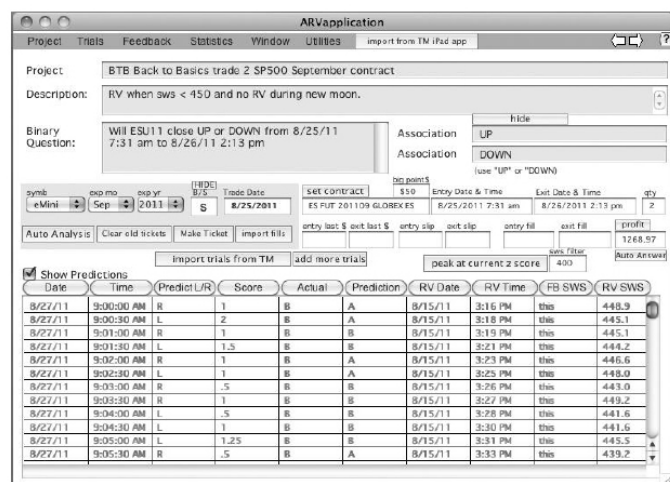 ARVapplication
Project Trials Feedback Statistics Window Utilities import from TM iPad app ?
Project BTB Back to Basics trade 2 SP500 September contract
Description: RV when sws < 450 and no RV during new moon.
hide
Binary Question: Will ESU11 close UP or DOWN from 8/25/11 7:31 am to 8/26/11 2:13 pm
Association UP
Association DOWN
(use "UP" or "DOWN)
symb exp mo exp yr [HIDE] B/S Trade Date set contract big point$ $50 Entry Date & Time Exit Date & Time qty
eMini Sep 2011 S 8/25/2011 ES FUT 201109 GLOBEX ES 8/25/2011 7:31 am 8/26/2011 2:13 pm 2
Auto Analysis Clear old tickets Make Ticket import fills entry last $ exit last $ entry slip exit slip entry fill exit fill profit
1268.97
import trials from TM add more trials peak at current z score sws filter 400 Auto Answer
Show Predictions
Date Time Predict L/R Score Actual Prediction RV Date RV Time FB SWS RV SWS
8/27/11 9:00:00 AM R 1 B A 8/15/11 3:16 PM this 448.9
8/27/11 9:00:30 AM L 2 B A 8/15/11 3:18 PM this 445.1
8/27/11 9:01:00 AM R 1 B B 8/15/11 3:19 PM this 445.1
8/27/11 9:01:30 AM L 1.5 B B 8/15/11 3:21 PM this 444.2
8/27/11 9:02:00 AM R 1 B A 8/15/11 3:23 PM this 446.6
8/27/11 9:02:30 AM L 1 B A 8/15/11 3:25 PM this 448.0
8/27/11 9:03:00 AM R .5 B A 8/15/11 3:26 PM this 443.0
8/27/11 9:03:30 AM R 1 B B 8/15/11 3:27 PM this 449.2
8/27/11 9:04:00 AM L .5 B B 8/15/11 3:28 PM this 441.6
8/27/11 9:04:30 AM L 1 B B 8/15/11 3:30 PM this 441.6
8/27/11 9:05:00 AM L 1.25 B B 8/15/11 3:31 PM this 445.5
8/27/11 9:05:30 AM R .5 B A 8/15/11 3:33 PM this 439.2